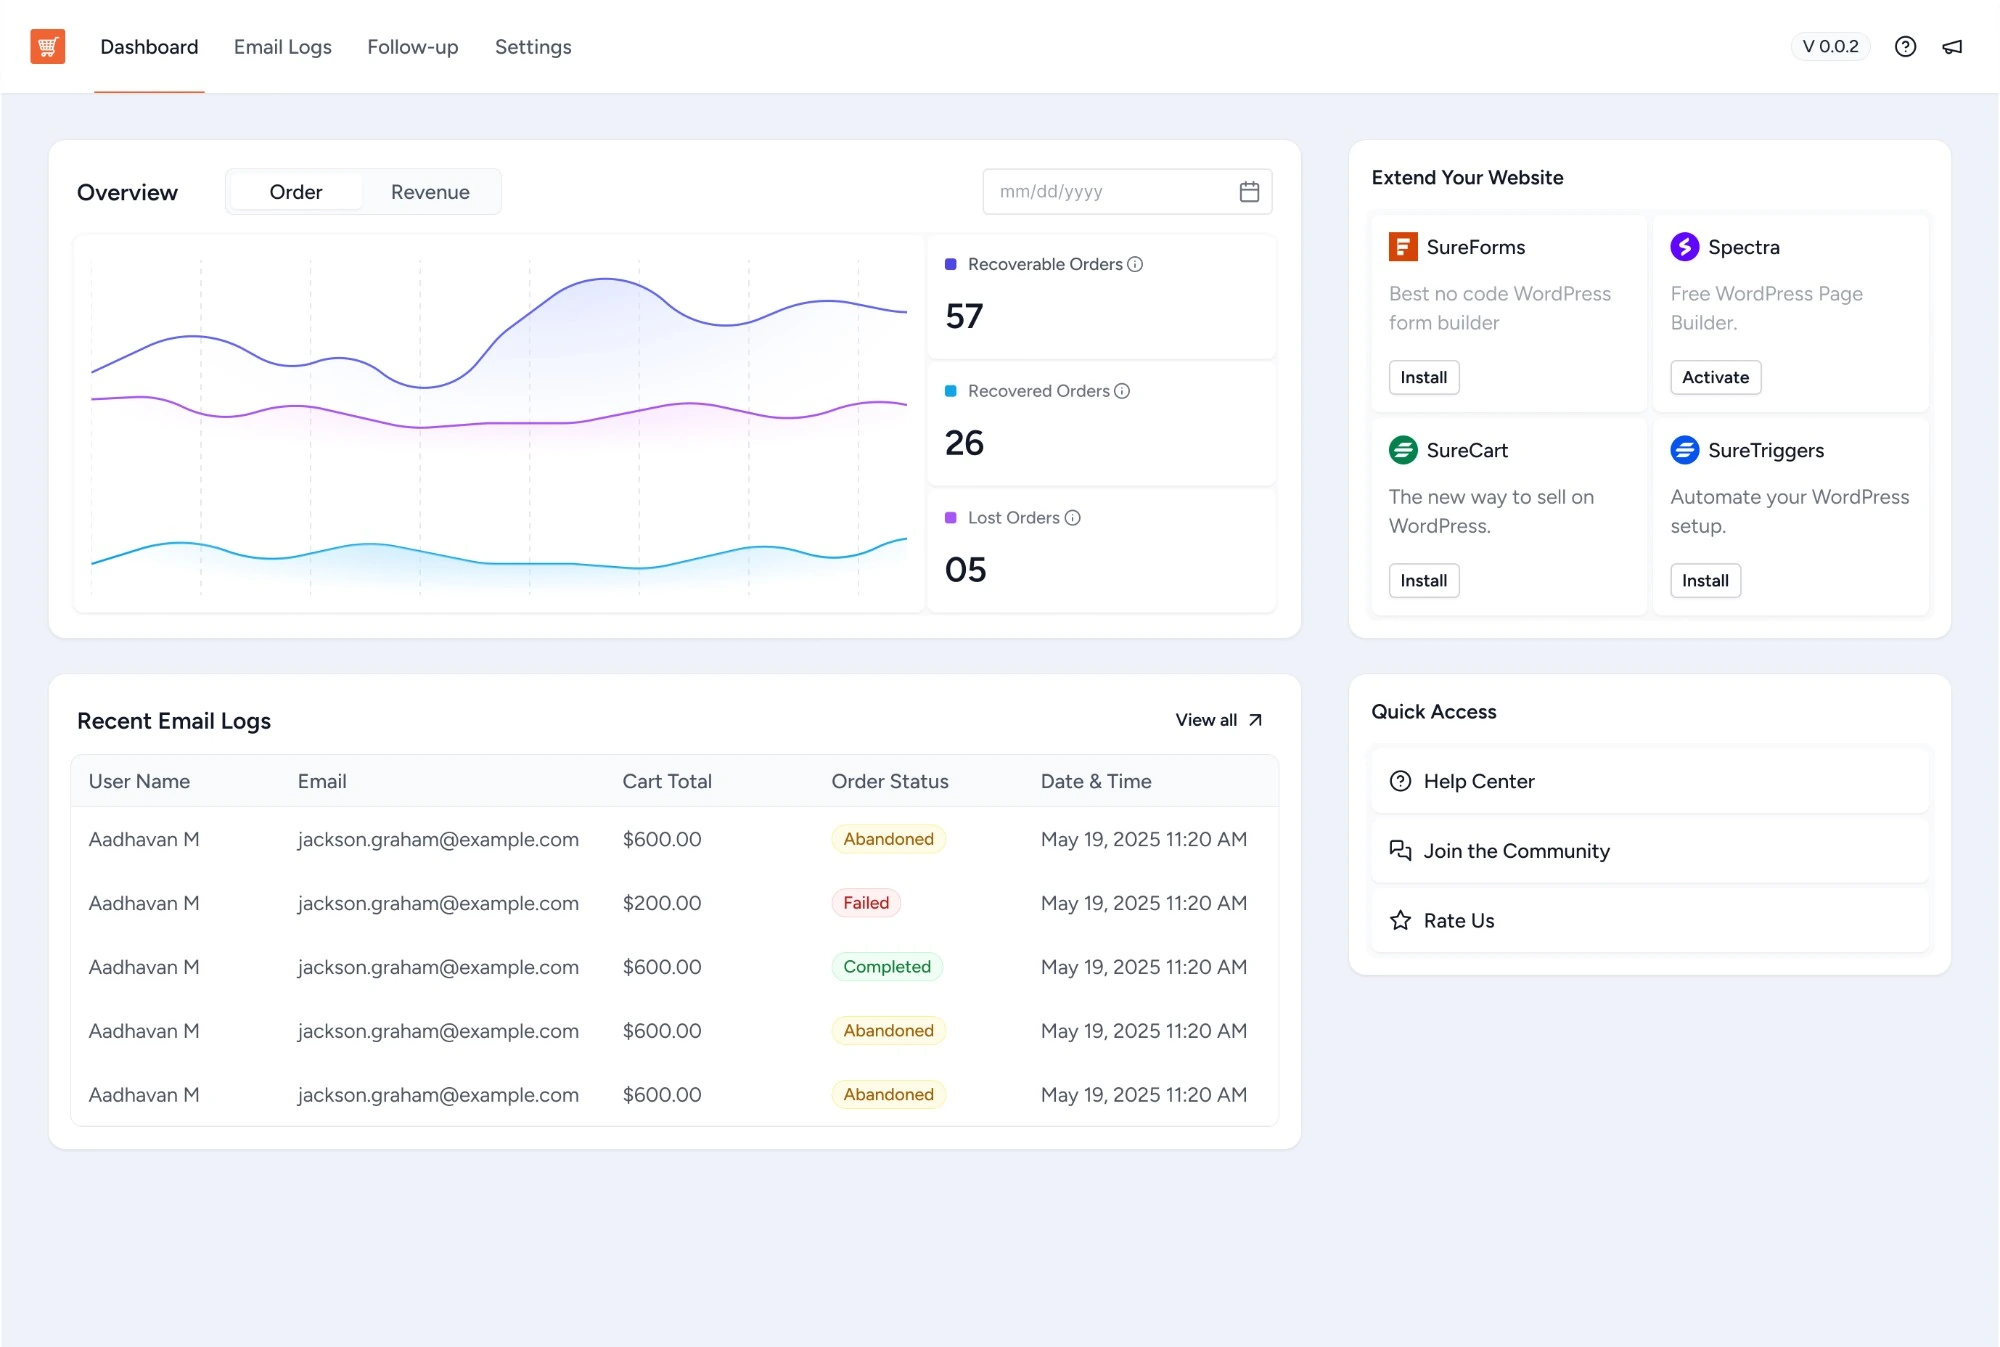 Dashboard Email Logs Follow-up Settings V 0.0.2
Overview Order Revenue mm/dd/yyyy
Recoverable Orders
57
Recovered Orders
26
Lost Orders
05
Extend Your Website
SureForms
Best no code WordPress
form builder
Install
Spectra
Free WordPress Page
Builder.
Activate
SureCart
The new way to sell on
WordPress.
Install
SureTriggers
Automate your WordPress
setup.
Install
Recent Email Logs View all
User Name Email Cart Total Order Status Date & Time
Aadhavan M jackson.graham@example.com $600.00 Abandoned May 19, 2025 11:20 AM
Aadhavan M jackson.graham@example.com $200.00 Failed May 19, 2025 11:20 AM
Aadhavan M jackson.graham@example.com $600.00 Completed May 19, 2025 11:20 AM
Aadhavan M jackson.graham@example.com $600.00 Abandoned May 19, 2025 11:20 AM
Aadhavan M jackson.graham@example.com $600.00 Abandoned May 19, 2025 11:20 AM
Quick Access
Help Center
Join the Community
Rate Us